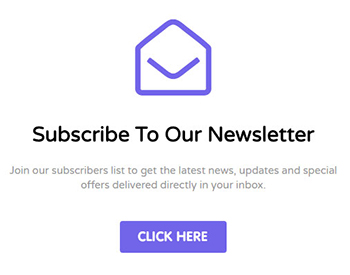 Subscribe To Our Newsletter
Join our subscribers list to get the latest news, updates and special
offers delivered directly in your inbox.
CLICK HERE